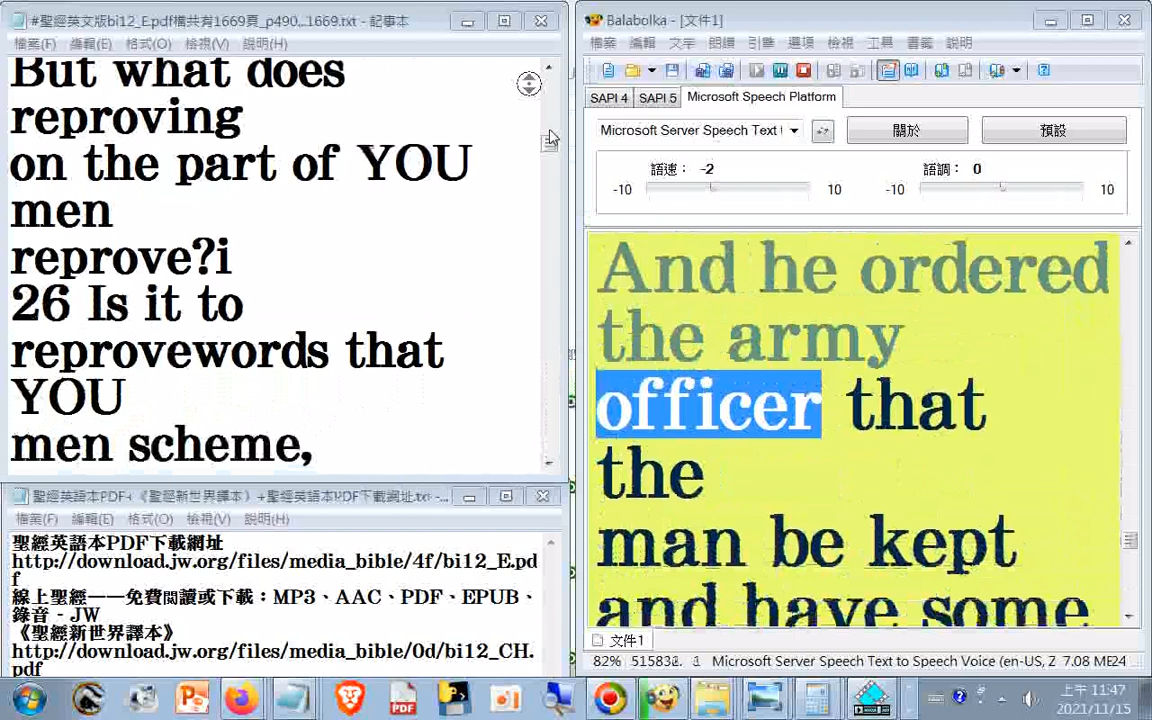 #聖經英文版bi12_E.pdf構共有1669頁_p490...1669.txt - 記事本
檔案(F) 編輯(E) 格式(O) 檢視(V) 說明(H)
But what does
reproving
on the part of YOU
men
reprove?i
26 Is it to
reprovewords that
YOU
men scheme,
聖經英語本PDF+《聖經新世界譯本》+聖經英語本PDF下載網址.txt -...
檔案(F) 編輯(E) 格式(O) 檢視(V) 說明(H)
聖經英語本PDF下載網址
http://download.jw.org/files/media_bible/4f/bi12_E.pd
f
線上聖經——免費閱讀或下載：MP3、AAC、PDF、EPUB、
錄音 - JW
《聖經新世界譯本》
http://download.jw.org/files/media_bible/0d/bi12_CH.
pdf
Balabolka - [文件1]
檔案 編輯 文字 朗讀 引擎 選項 檢視 工具 書籤 說明
SAPI 4 SAPI 5 Microsoft Speech Platform
Microsoft Server Speech Text 關於 預設
語速： -2 語調： 0
-10 10 -10 10
And he ordered
the army
officer that
the
man be kept
and have some
文件1
82% 515832. 1 Microsoft Server Speech Text to Speech Voice (en-US, Z 7.08 ME24
PDF
上午 11:47
2021/11/15